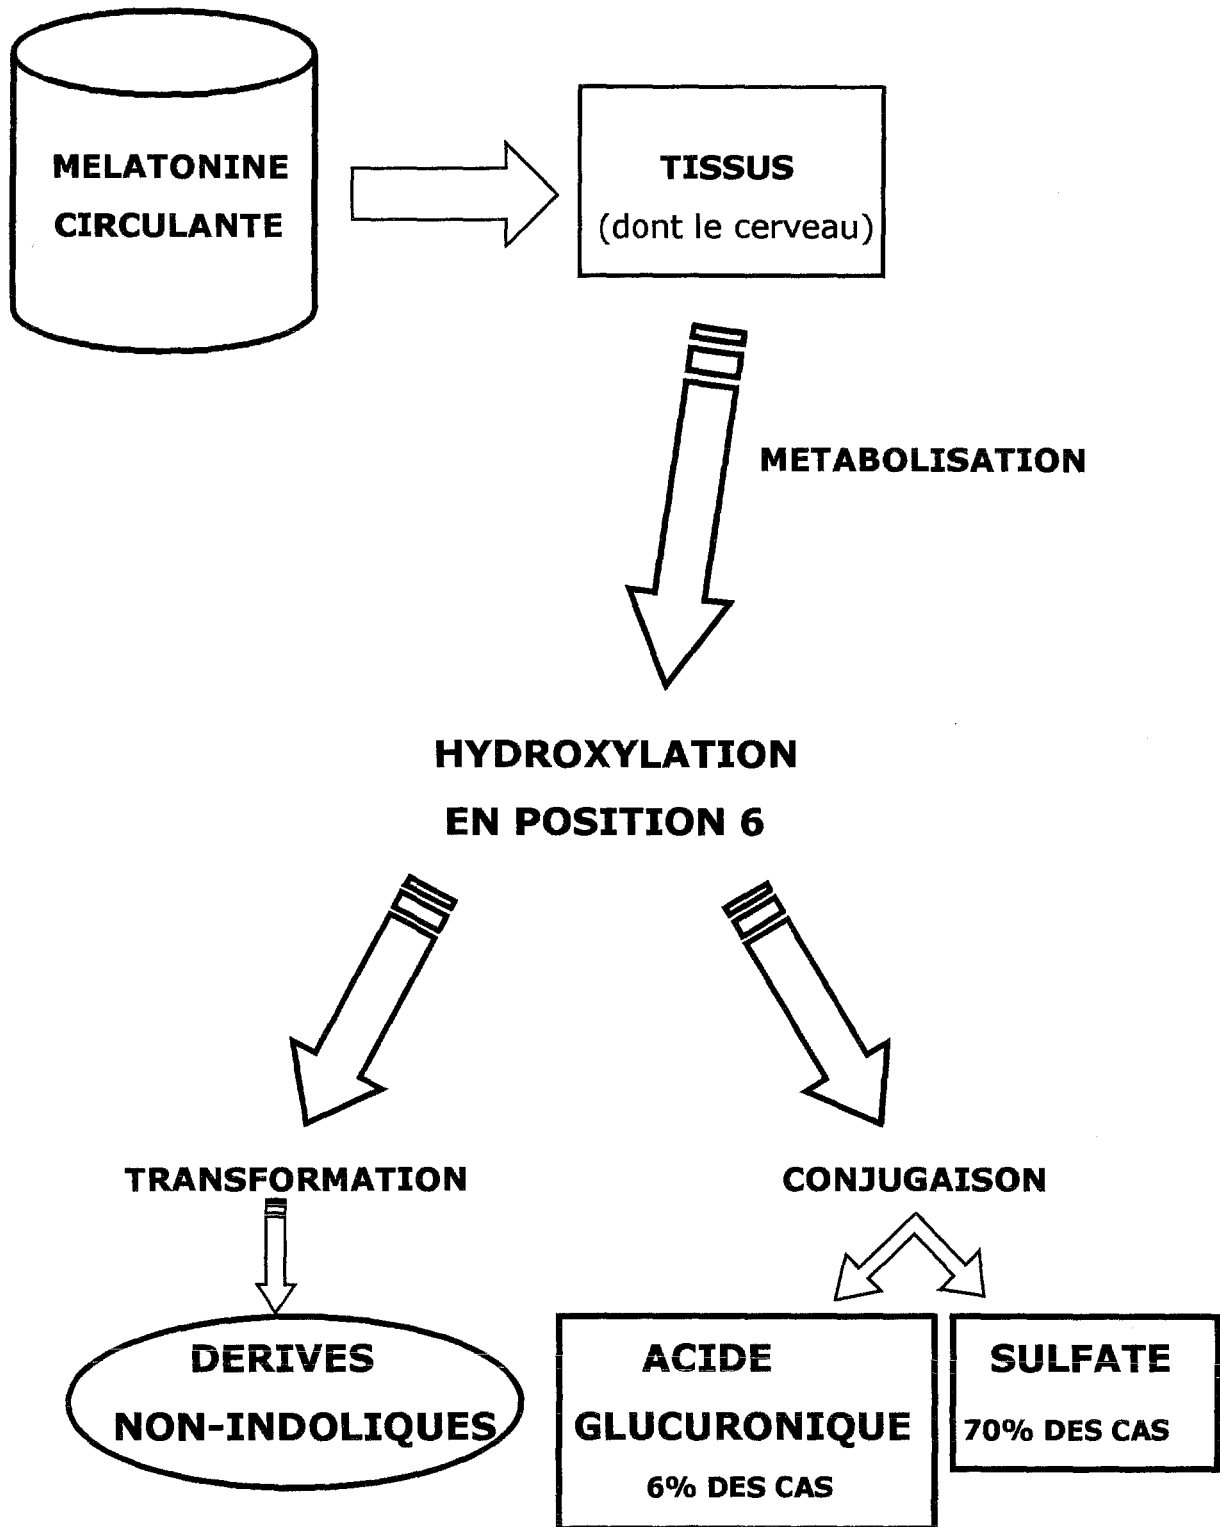 MELATONINE
CIRCULANTE
TISSUS
(dont le cerveau)
METABOLISATION
HYDROXYLATION
EN POSITION 6
TRANSFORMATION
CONJUGAISON
DERIVES
NON-INDOLIQUES
ACIDE
GLUCURONIQUE
6% DES CAS
SULFATE
70% DES CAS